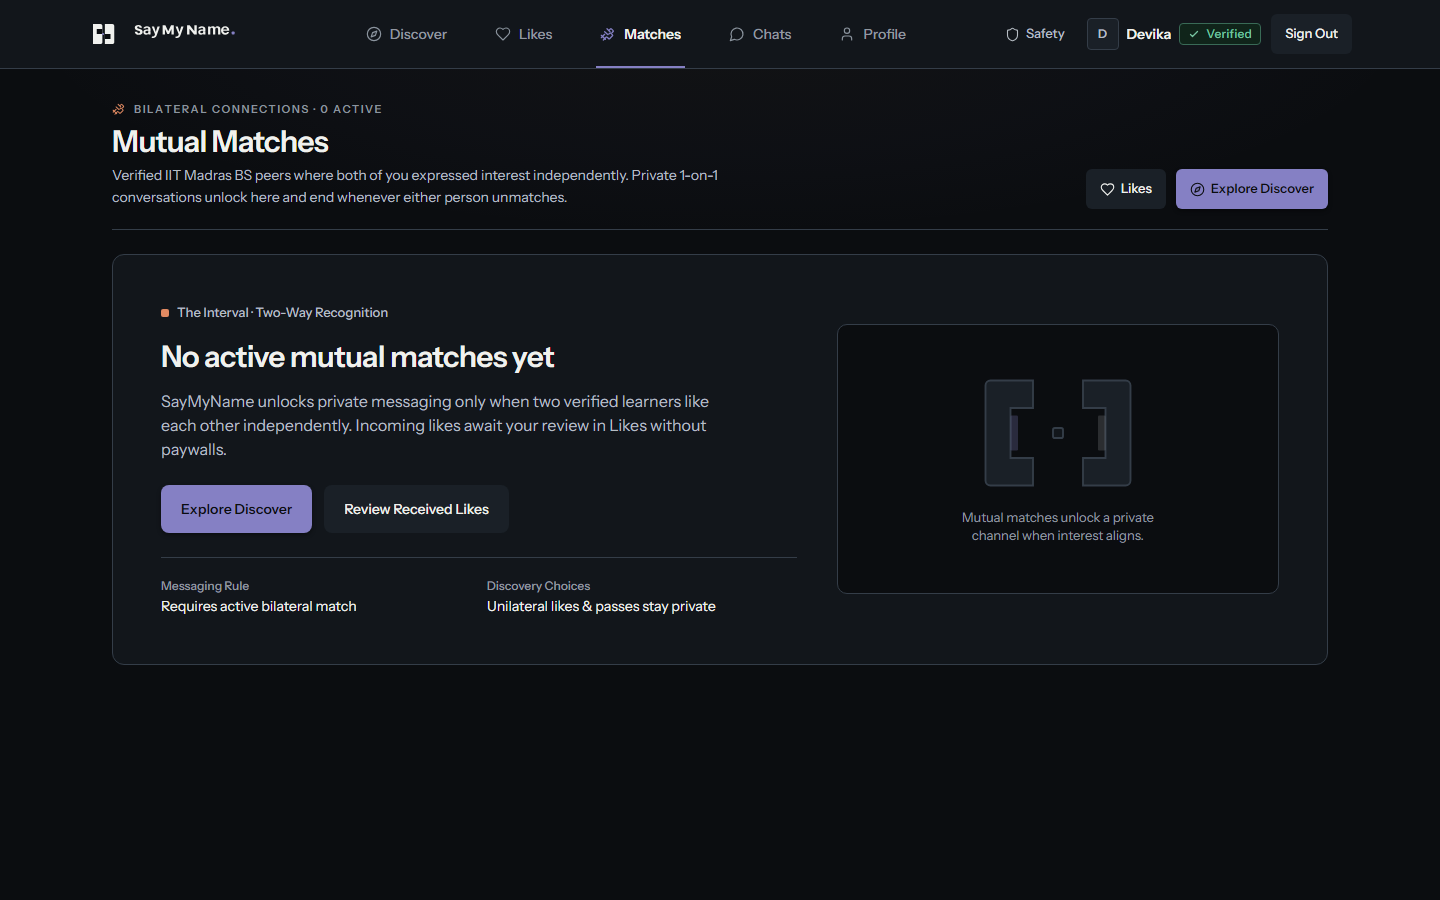 Say My Name.
Discover
Likes
Matches
Chats
Profile
Safety
D
Devika
Verified
Sign Out
BILATERAL CONNECTIONS · 0 ACTIVE
Mutual Matches
Verified IIT Madras BS peers where both of you expressed interest independently. Private 1-on-1
conversations unlock here and end whenever either person unmatches.
Likes
Explore Discover
The Interval · Two-Way Recognition
No active mutual matches yet
SayMyName unlocks private messaging only when two verified learners like
each other independently. Incoming likes await your review in Likes without
paywalls.
Explore Discover
Review Received Likes
Messaging Rule
Requires active bilateral match
Discovery Choices
Unilateral likes & passes stay private
Mutual matches unlock a private
channel when interest aligns.